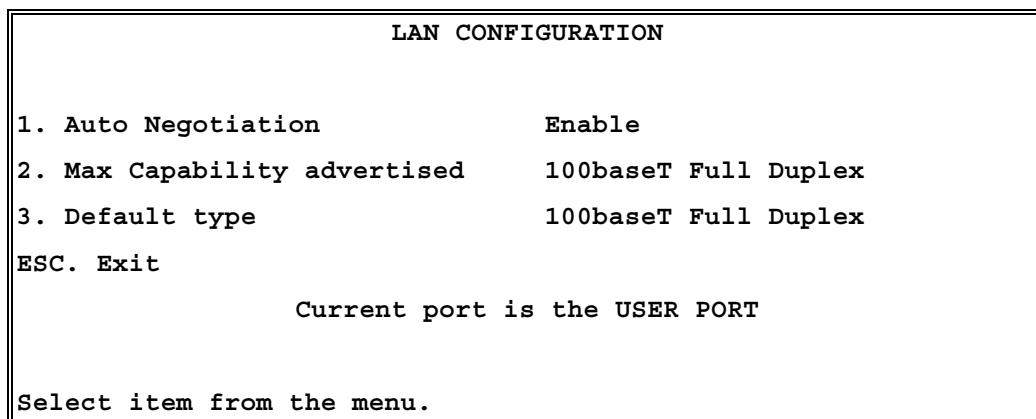 LAN CONFIGURATION
1. Auto Negotiation Enable
2. Max Capability advertised 100baseT Full Duplex
3. Default type 100baseT Full Duplex
ESC. Exit
Current port is the USER PORT
Select item from the menu.